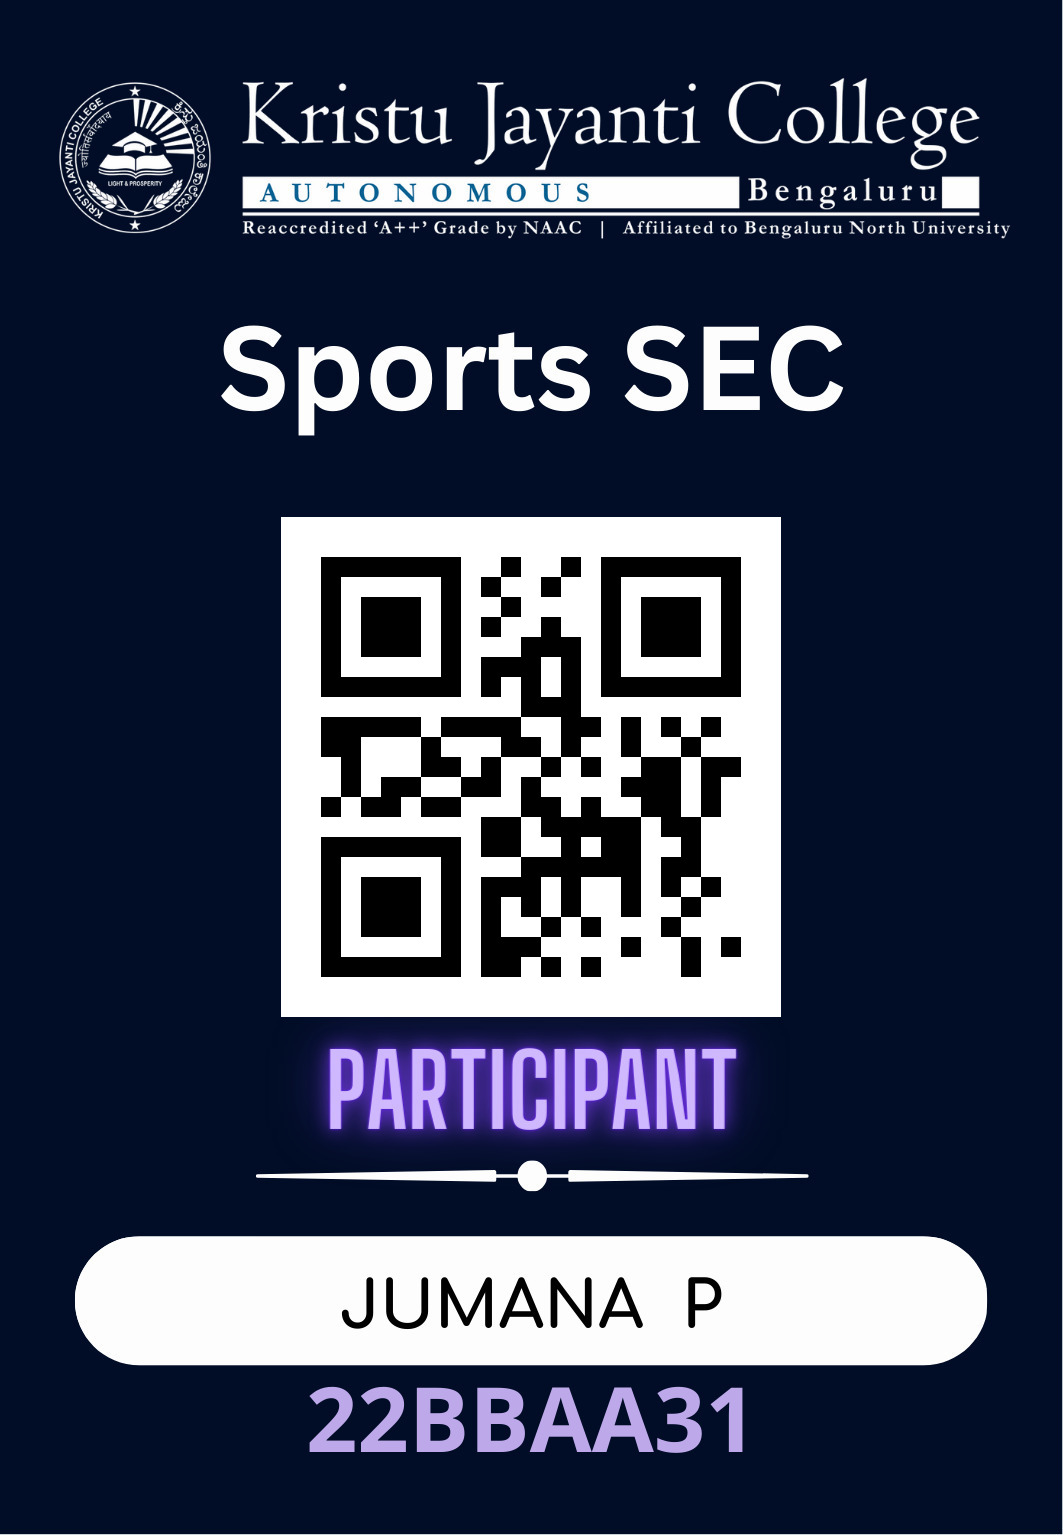 Kristu Jayanti College
AUTONOMOUS Bengaluru
Reaccredited ‘A++’ Grade by NAAC | Affiliated to Bengaluru North University
KRISTU JAYANTI COLLEGE
LIGHT & PROSPERITY
Sports SEC
PARTICIPANT
JUMANA P
22BBAA31